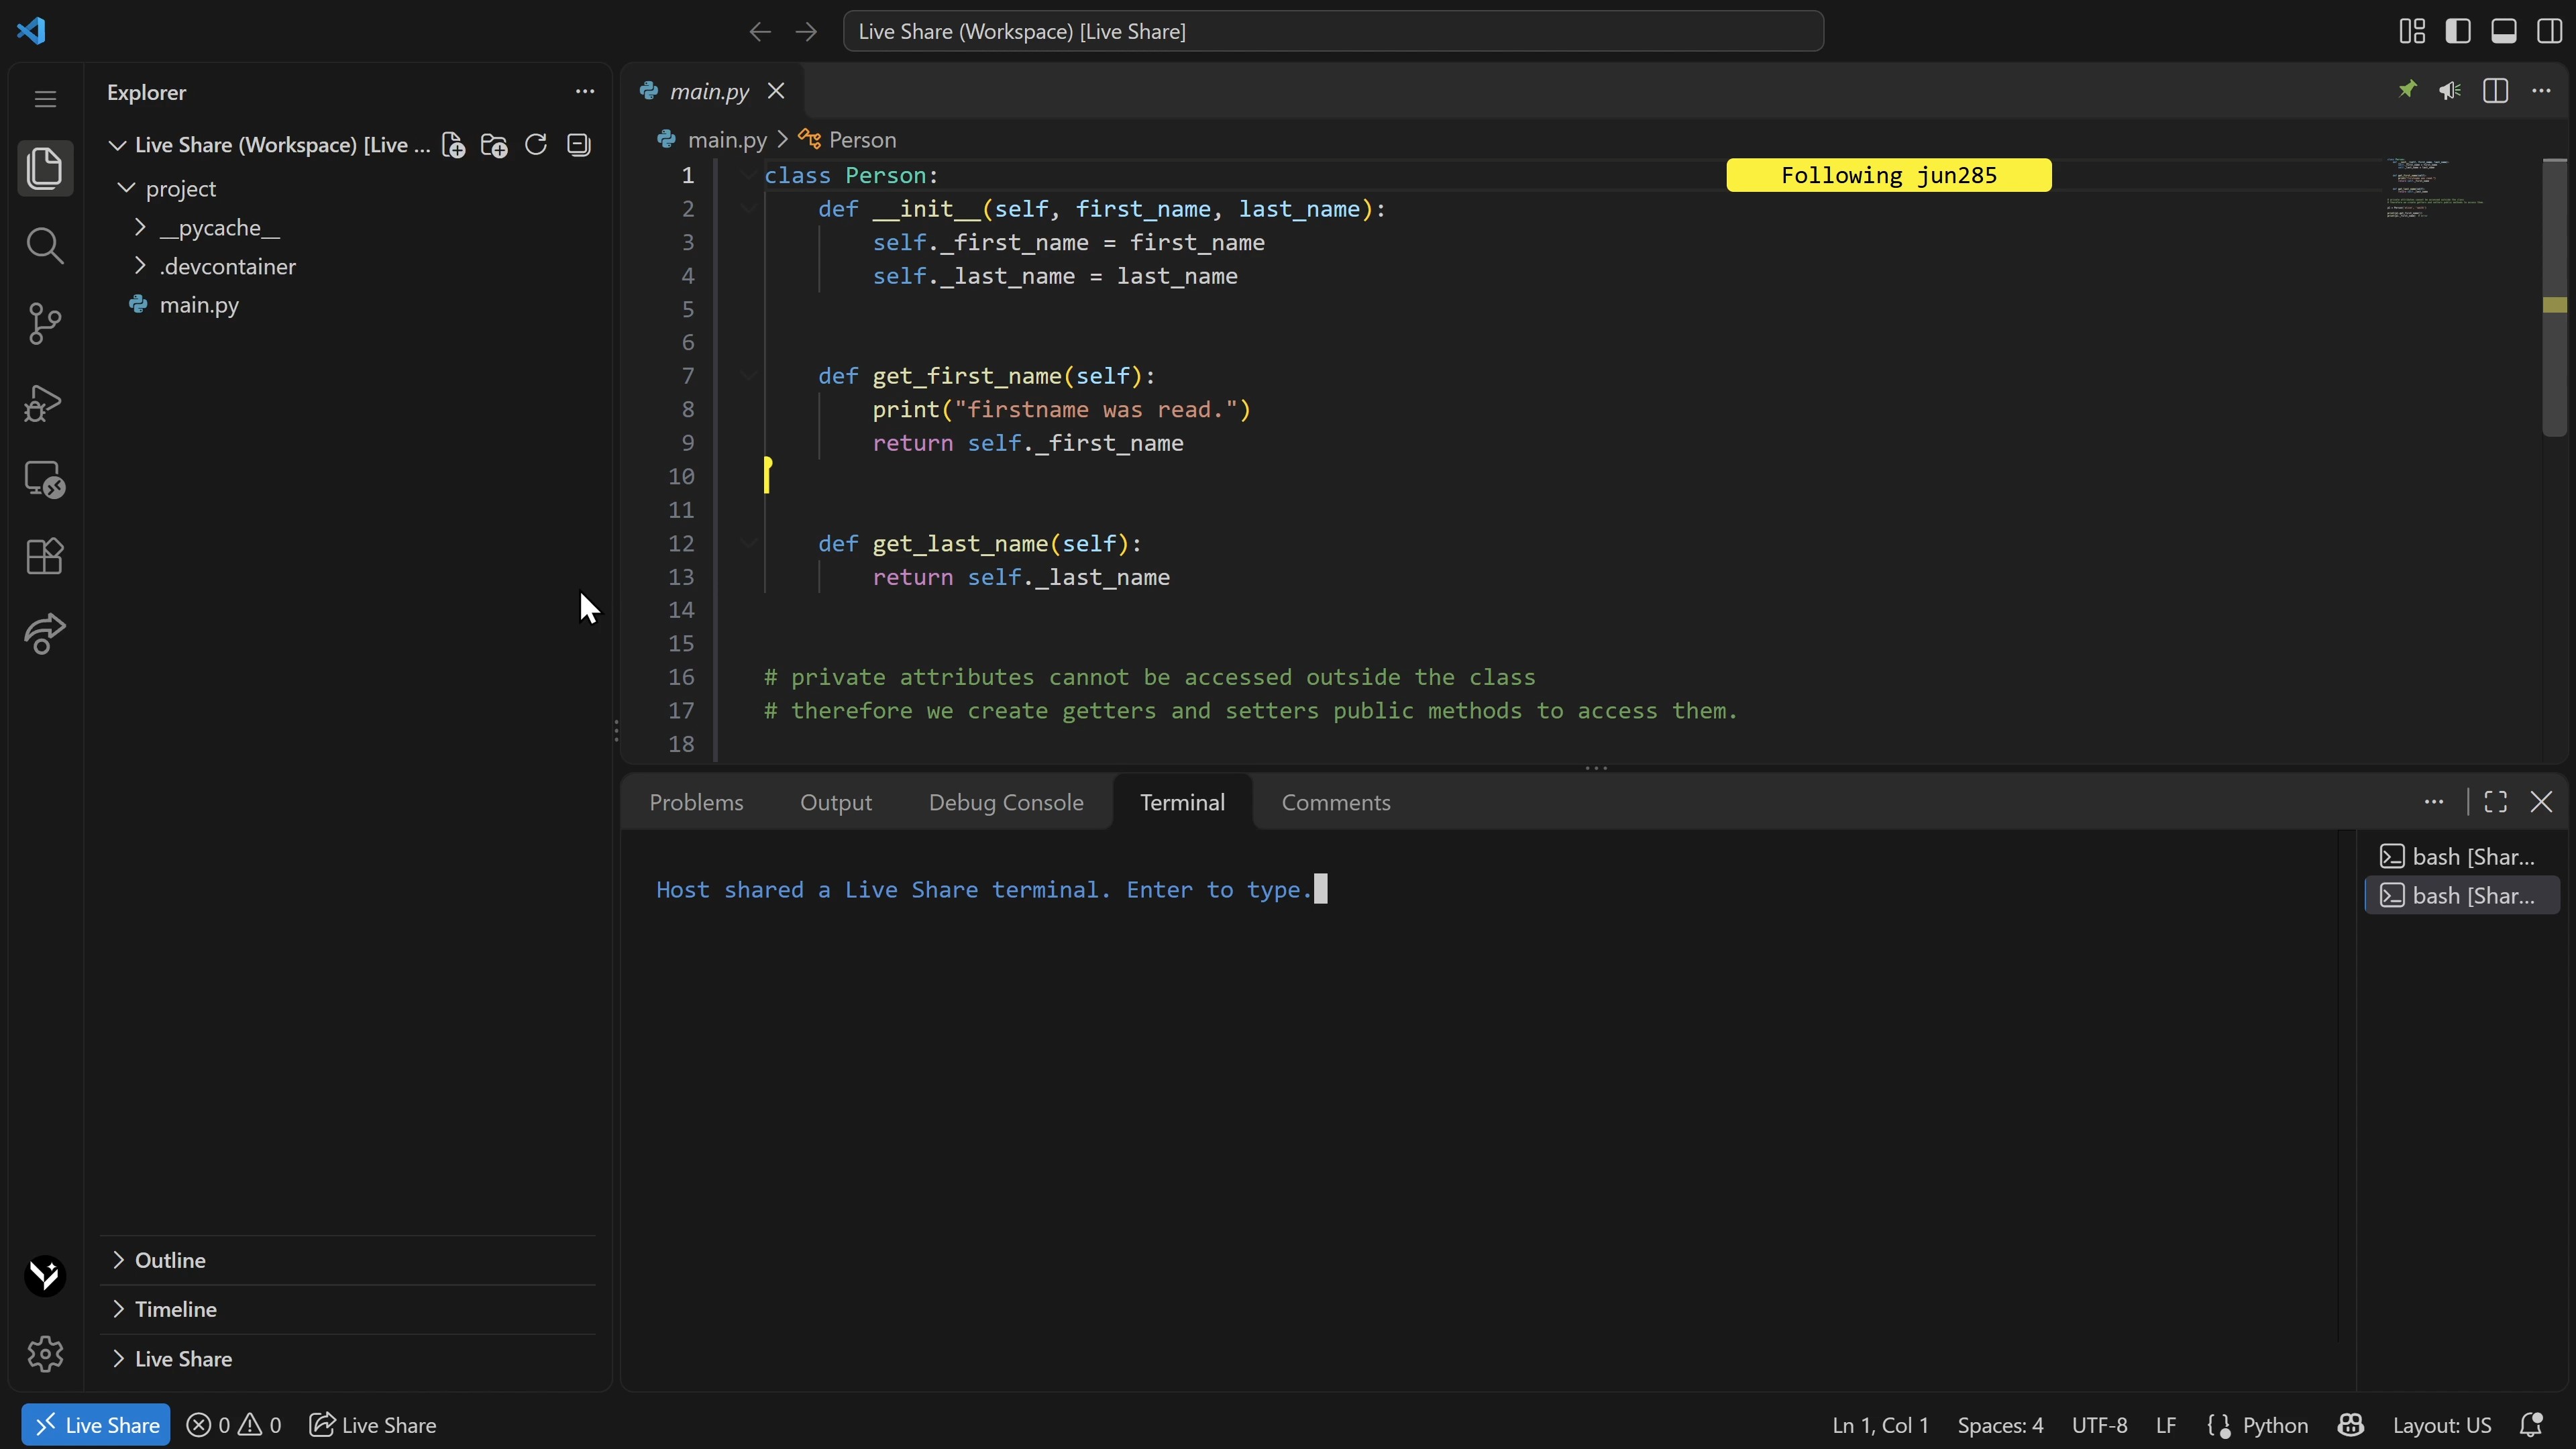 Live Share (Workspace) [Live Share]
Explorer
Live Share (Workspace) [Live ...
project
__pycache__
.devcontainer
main.py
Outline
Timeline
Live Share
main.py
main.py > Person
1 class Person:
Following jun285
2 def __init__(self, first_name, last_name):
3 self._first_name = first_name
4 self._last_name = last_name
5
6
7 def get_first_name(self):
8 print("firstname was read.")
9 return self._first_name
10
11
12 def get_last_name(self):
13 return self._last_name
14
15
16 # private attributes cannot be accessed outside the class
17 # therefore we create getters and setters public methods to access them.
18
Problems Output Debug Console Terminal Comments
Host shared a Live Share terminal. Enter to type.
bash [Shar...
bash [Shar...
Live Share 0 0 Live Share Ln 1, Col 1 Spaces: 4 UTF-8 LF {} Python Layout: US